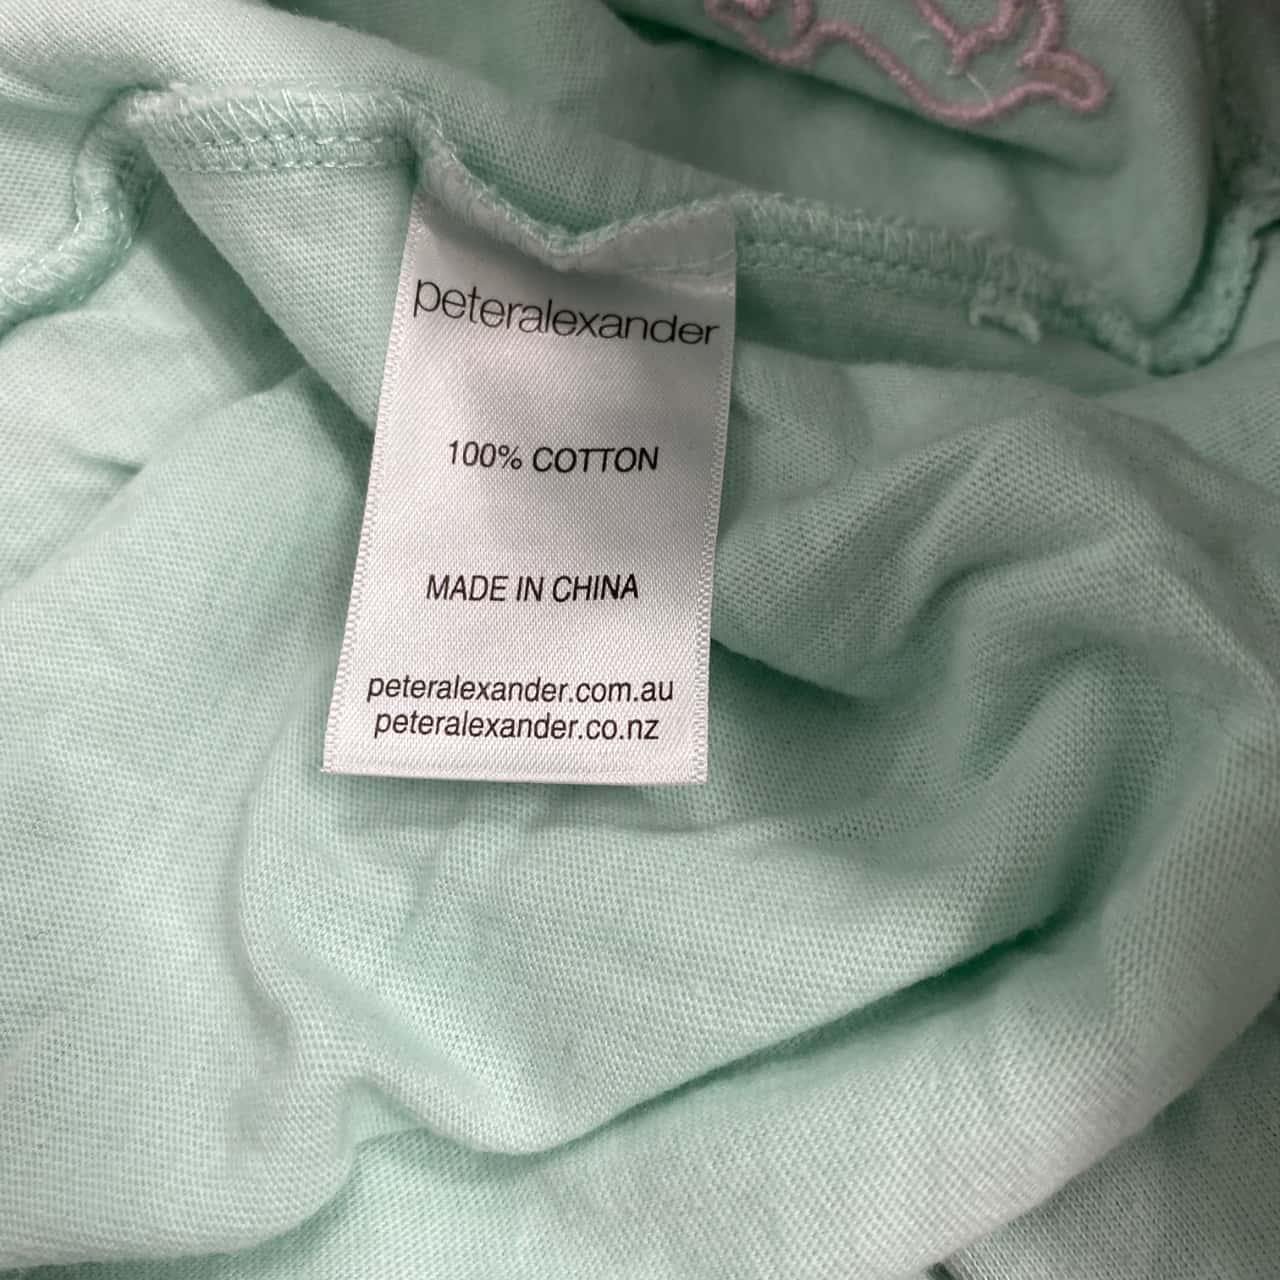 peteralexander
100% COTTON
MADE IN CHINA
peteralexander.com.au
peteralexander.co.nz